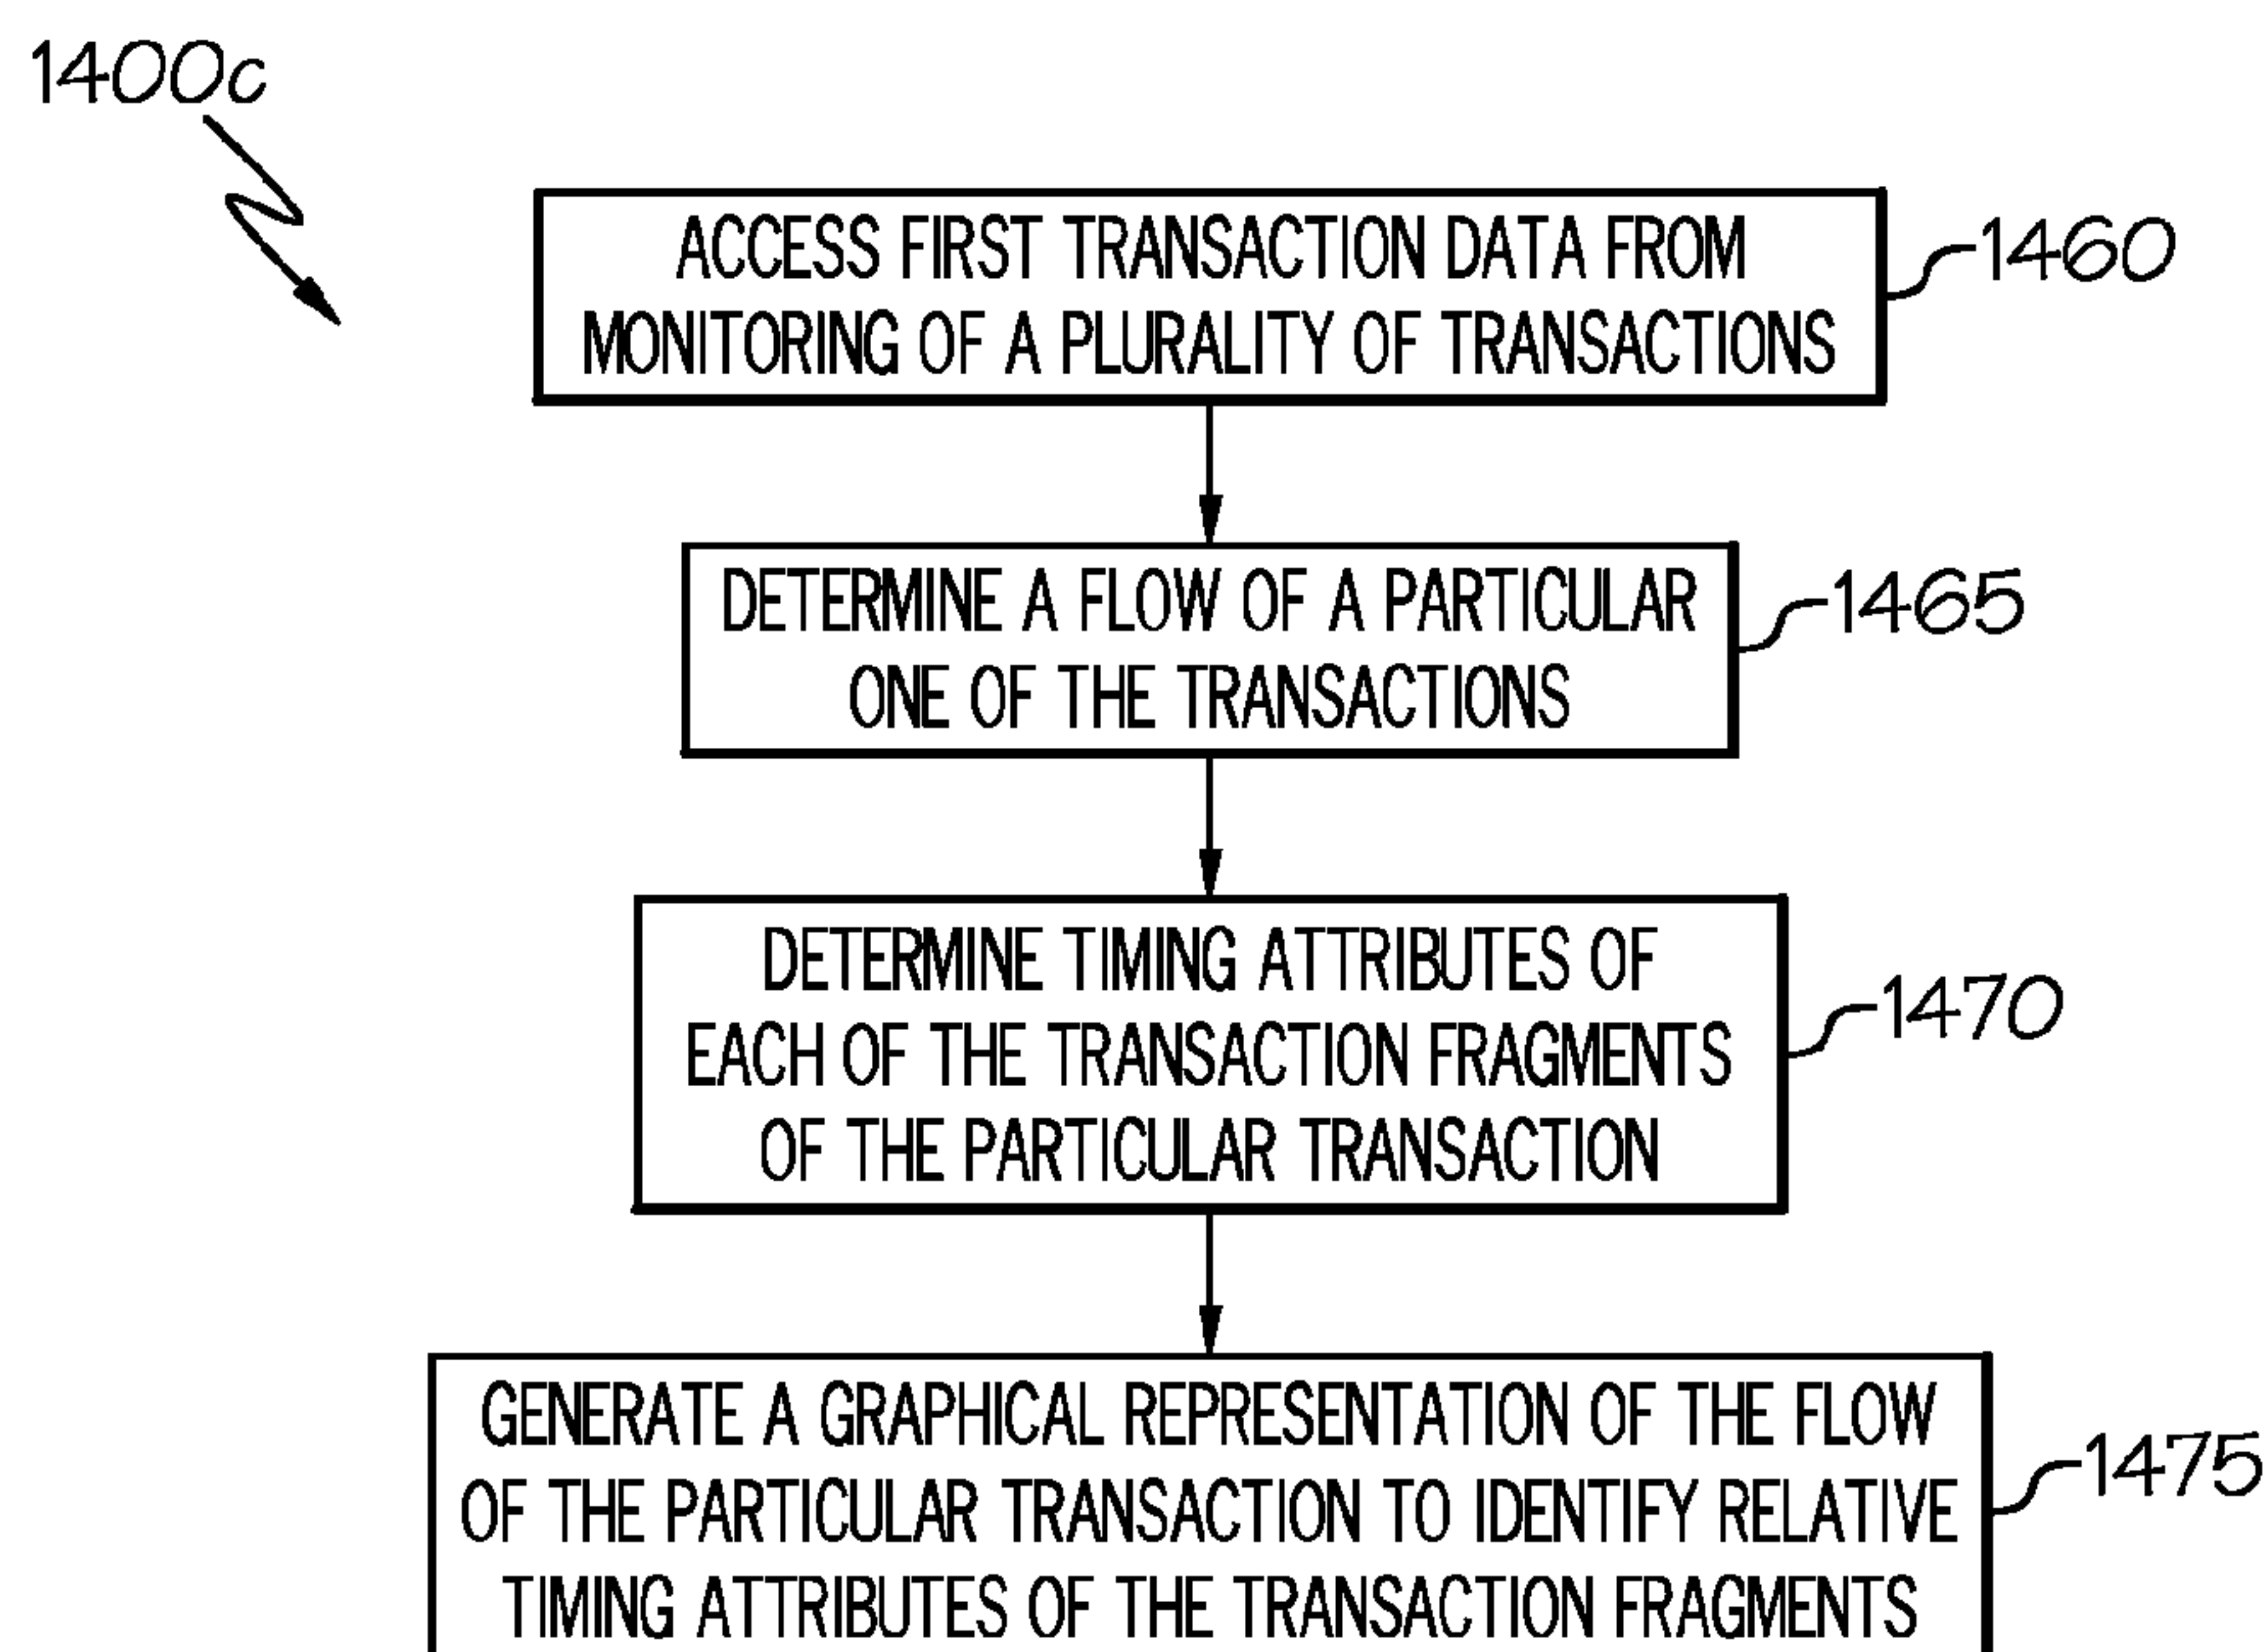 1400c
ACCESS FIRST TRANSACTION DATA FROM
MONITORING OF A PLURALITY OF TRANSACTIONS
1460
DETERMINE A FLOW OF A PARTICULAR
ONE OF THE TRANSACTIONS
1465
DETERMINE TIMING ATTRIBUTES OF
EACH OF THE TRANSACTION FRAGMENTS
OF THE PARTICULAR TRANSACTION
1470
GENERATE A GRAPHICAL REPRESENTATION OF THE FLOW
OF THE PARTICULAR TRANSACTION TO IDENTIFY RELATIVE
TIMING ATTRIBUTES OF THE TRANSACTION FRAGMENTS
1475